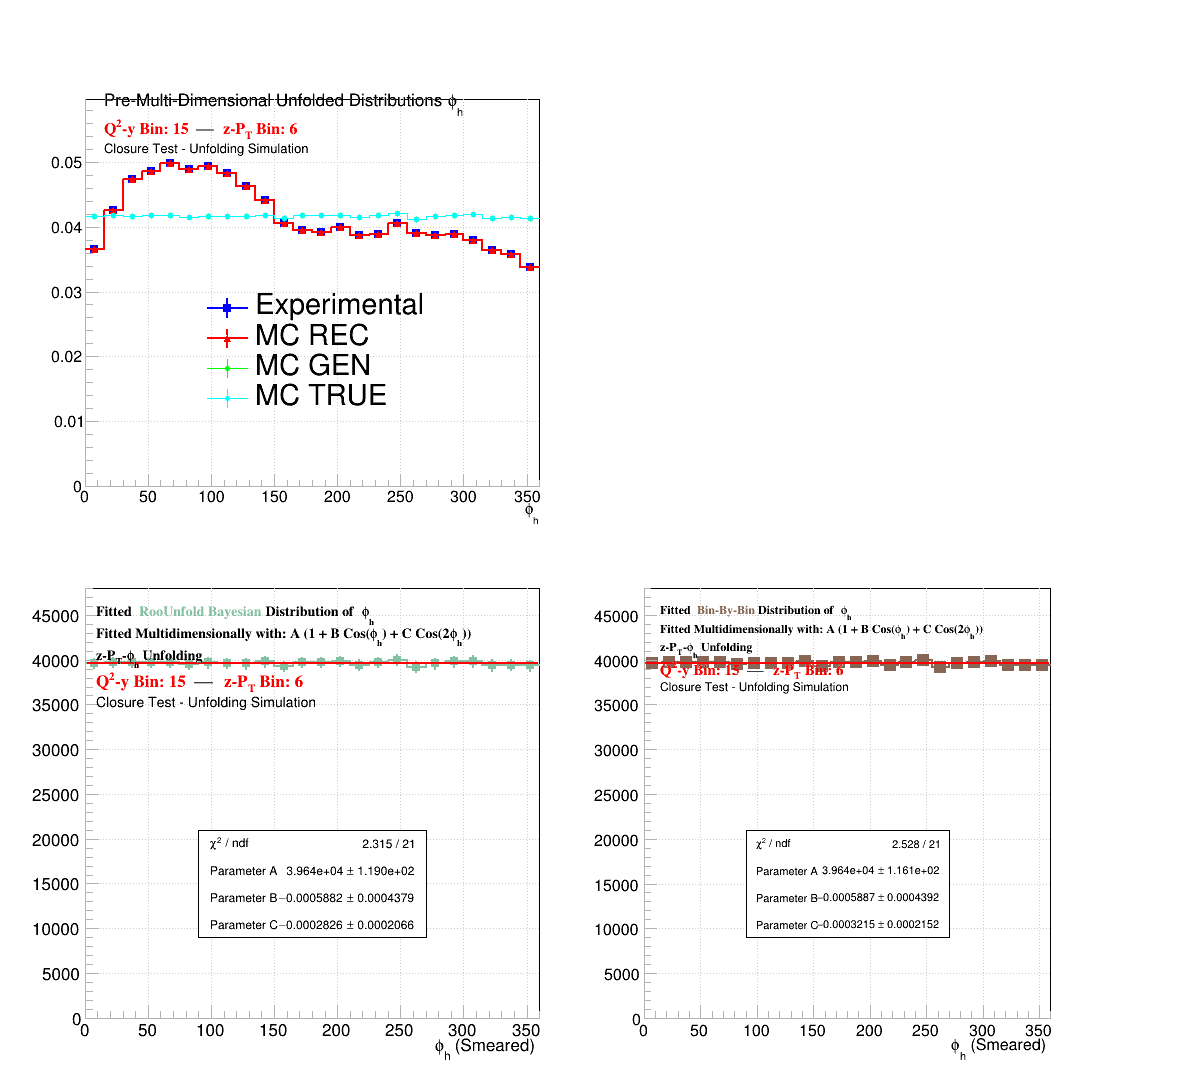 Pre-Multi-Dimensional Unfolded Distributions ϕh
Q²-y Bin: 15 — z-PT Bin: 6
Closure Test - Unfolding Simulation
0.05
0.04
0.03
0.02
0.01
0
Experimental
MC REC
MC GEN
MC TRUE
0 50 100 150 200 250 300 350
ϕh
Fitted RooUnfold Bayesian Distribution of ϕh
Fitted Multidimensionally with: A (1 + B Cos(ϕh) + C Cos(2ϕh))
z-PT-ϕh Unfolding
Q²-y Bin: 15 — z-PT Bin: 6
Closure Test - Unfolding Simulation
45000
40000
35000
30000
25000
20000
15000
10000
5000
0
χ² / ndf 2.315 / 21
Parameter A 3.964e+04 ± 1.190e+02
Parameter B −0.0005882 ± 0.0004379
Parameter C −0.0002826 ± 0.0002066
0 50 100 150 200 250 300 350
ϕh (Smeared)
Fitted Bin-By-Bin Distribution of ϕh
Fitted Multidimensionally with: A (1 + B Cos(ϕh) + C Cos(2ϕh))
z-PT-ϕh Unfolding
Q²-y Bin: 15 — z-PT Bin: 6
Closure Test - Unfolding Simulation
45000
40000
35000
30000
25000
20000
15000
10000
5000
0
χ² / ndf 2.528 / 21
Parameter A 3.964e+04 ± 1.161e+02
Parameter B −0.0005887 ± 0.0004392
Parameter C −0.0003215 ± 0.0002152
0 50 100 150 200 250 300 350
ϕh (Smeared)